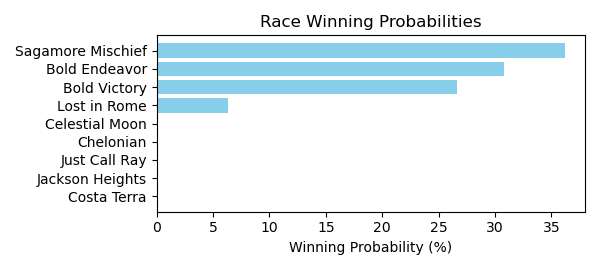 Race Winning Probabilities
Sagamore Mischief
Bold Endeavor
Bold Victory
Lost in Rome
Celestial Moon
Chelonian
Just Call Ray
Jackson Heights
Costa Terra
0 5 10 15 20 25 30 35
Winning Probability (%)